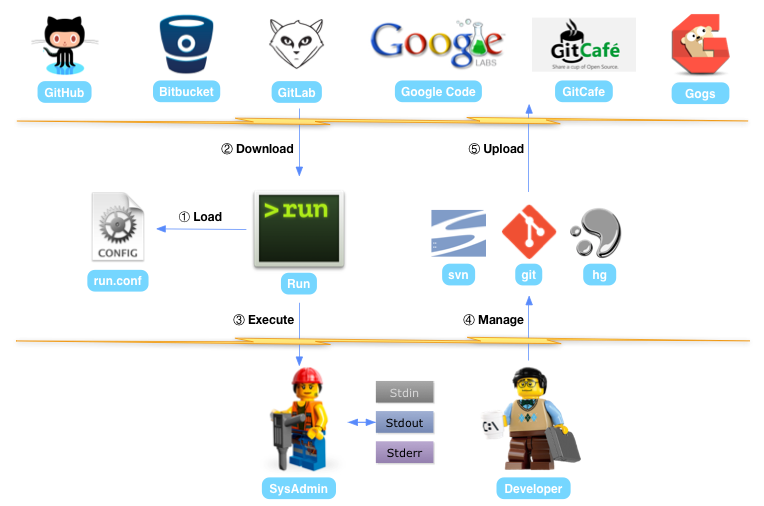 Google
LABS
GitCafé
Share a cup of Open Source.
GitHub
Bitbucket
GitLab
Google Code
GitCafe
Gogs
② Download
⑤ Upload
① Load
>run
CONFIG
run.conf
Run
svn
git
hg
③ Execute
④ Manage
Stdin
Stdout
Stderr
C:\
SysAdmin
Developer